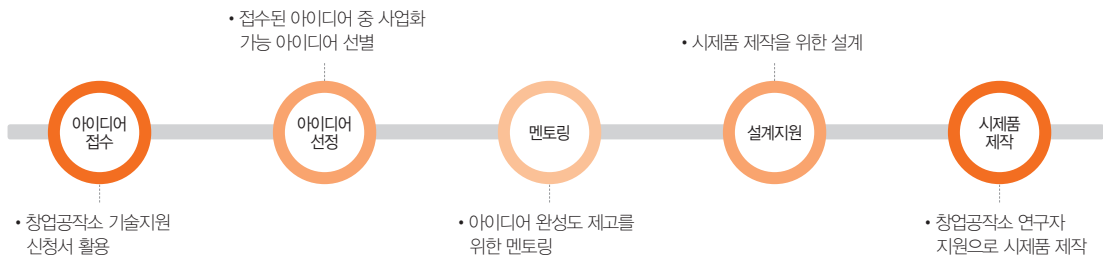 • 접수된 아이디어 중 사업화
가능 아이디어 선별
• 시제품 제작을 위한 설계
아이디어
접수
아이디어
선정
멘토링
설계지원
시제품
제작
• 창업공작소 기술지원
신청서 활용
• 아이디어 완성도 제고를
위한 멘토링
• 창업공작소 연구자
지원으로 시제품 제작